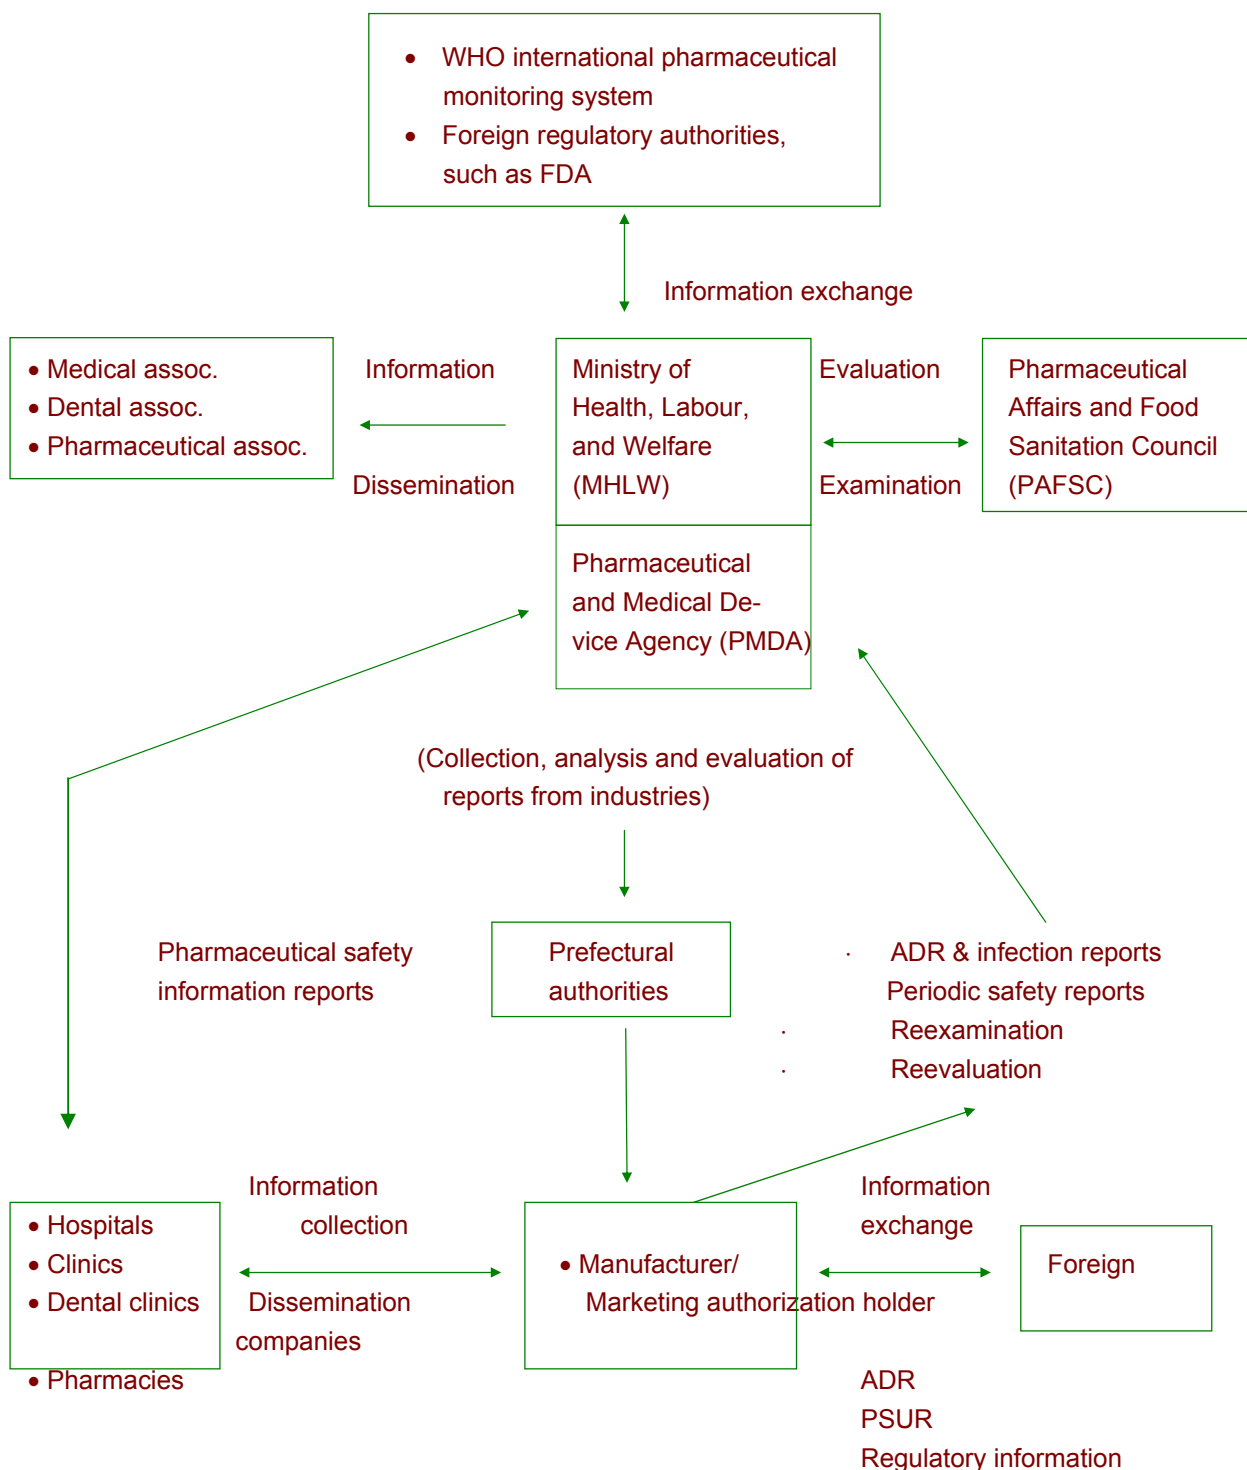 • WHO international pharmaceutical
monitoring system
• Foreign regulatory authorities,
such as FDA
Information exchange
• Medical assoc.
• Dental assoc.
• Pharmaceutical assoc.
Information
Dissemination
Ministry of
Health, Labour,
and Welfare
(MHLW)
Evaluation
Examination
Pharmaceutical
Affairs and Food
Sanitation Council
(PAFSC)
Pharmaceutical
and Medical De-
vice Agency (PMDA)
(Collection, analysis and evaluation of
reports from industries)
Pharmaceutical safety
information reports
Prefectural
authorities
· ADR & infection reports
Periodic safety reports
· Reexamination
· Reevaluation
• Hospitals
• Clinics
• Dental clinics
• Pharmacies
Information
collection
Dissemination
companies
• Manufacturer/
Marketing authorization holder
Information
exchange
Foreign
ADR
PSUR
Regulatory information